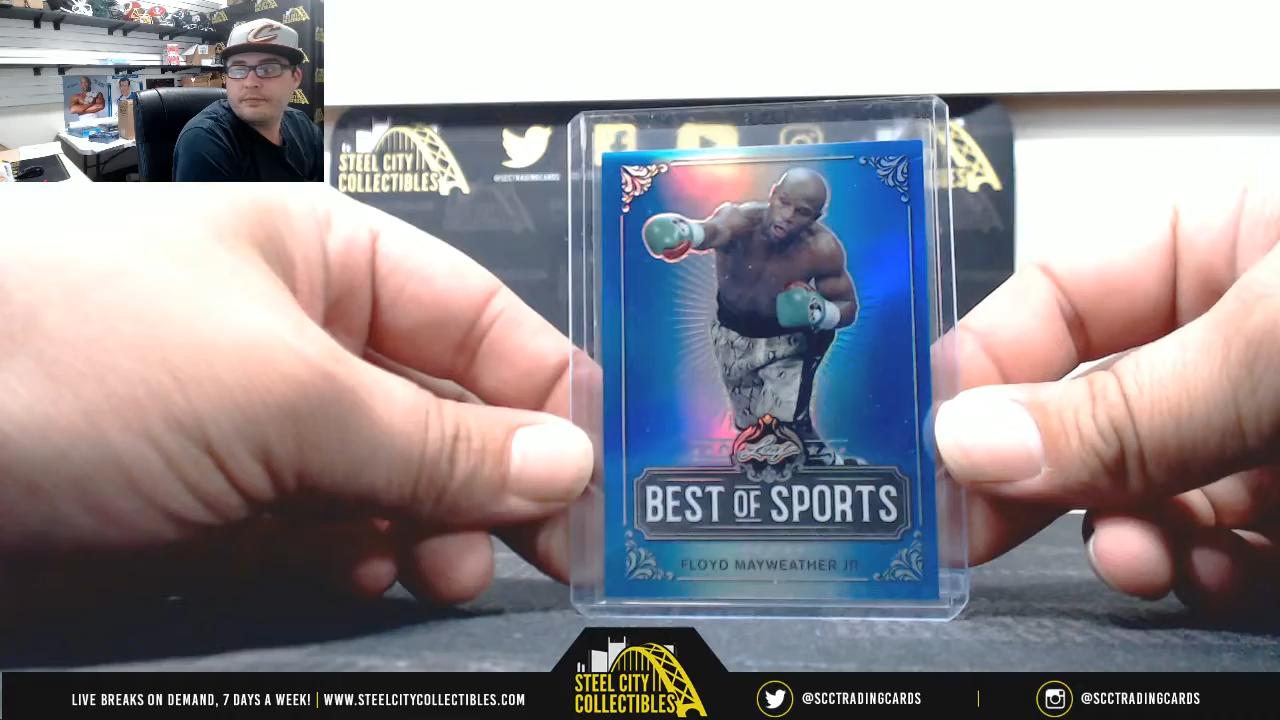 C
STEEL CITY
COLLECTIBLES
@SCCTRADINGCARDS
Leaf
BEST OF SPORTS
FLOYD MAYWEATHER JR
LIVE BREAKS ON DEMAND, 7 DAYS A WEEK! | WWW.STEELCITYCOLLECTIBLES.COM
STEEL CITY
COLLECTIBLES
@SCCTRADINGCARDS
@SCCTRADINGCARDS